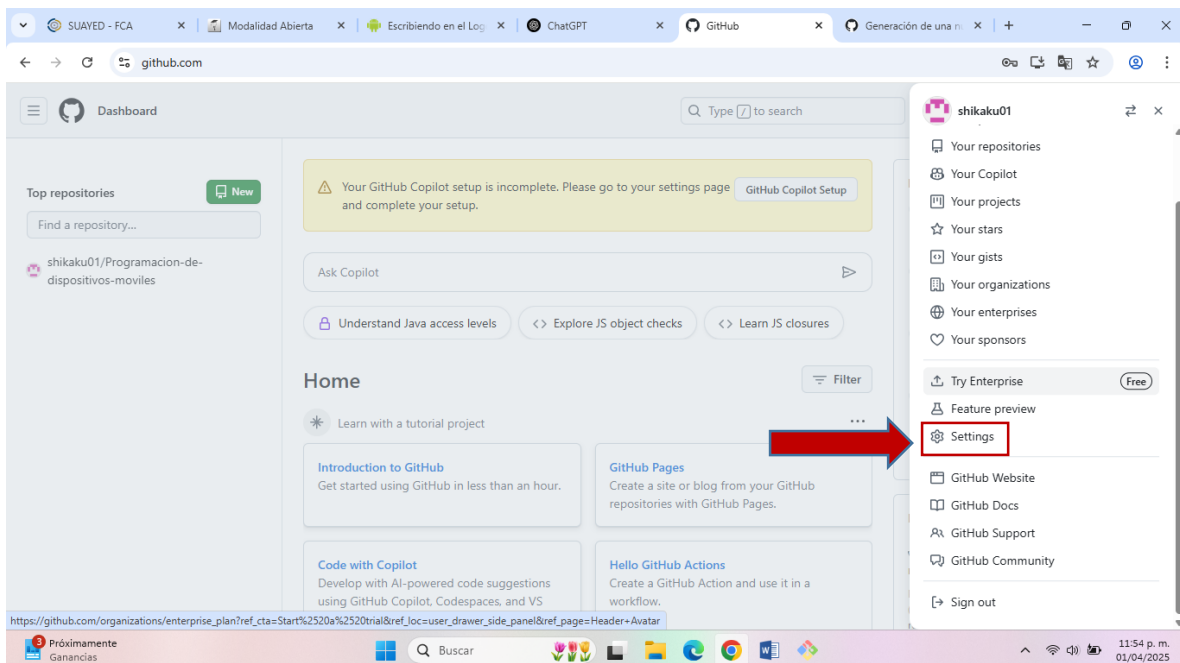 SUAYED - FCA
Modalidad Abierta
Escribiendo en el Log
ChatGPT
GitHub
Generación de una n
github.com
Dashboard
Type / to search
shikaku01
Top repositories
New
Find a repository...
shikaku01/Programacion-de-
dispositivos-moviles
Your GitHub Copilot setup is incomplete. Please go to your settings page
and complete your setup.
GitHub Copilot Setup
Ask Copilot
Understand Java access levels
Explore JS object checks
Learn JS closures
Home
Filter
Learn with a tutorial project
Introduction to GitHub
Get started using GitHub in less than an hour.
GitHub Pages
Create a site or blog from your GitHub
repositories with GitHub Pages.
Code with Copilot
Develop with AI-powered code suggestions
using GitHub Copilot, Codespaces, and VS
Hello GitHub Actions
Create a GitHub Action and use it in a
workflow.
Your repositories
Your Copilot
Your projects
Your stars
Your gists
Your organizations
Your enterprises
Your sponsors
Try Enterprise
Free
Feature preview
Settings
GitHub Website
GitHub Docs
GitHub Support
GitHub Community
Sign out
https://github.com/organizations/enterprise_plan?ref_cta=Start%2520a%2520trial&ref_loc=user_drawer_side_panel&ref_page=Header+Avatar
3
Próximamente
Ganancias
Buscar
11:54 p. m.
01/04/2025